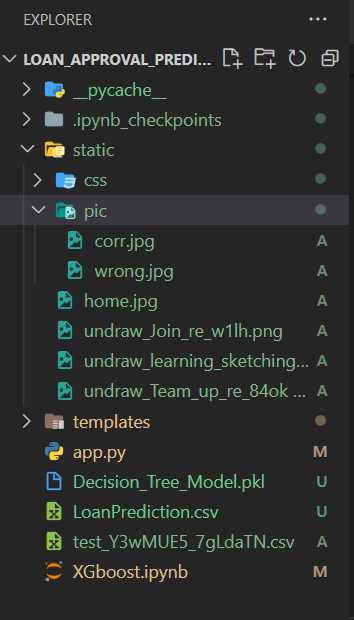 EXPLORER
LOAN_APPROVAL_PREDI...
__pycache__
.ipynb_checkpoints
static
css
pic
corr.jpg A
wrong.jpg A
home.jpg
undraw_Join_re_w1lh.png A
undraw_learning_sketching... A
undraw_Team_up_re_84ok ... A
templates
app.py M
Decision_Tree_Model.pkl U
LoanPrediction.csv U
test_Y3wMUE5_7gLdaTN.csv A
XGboost.ipynb M